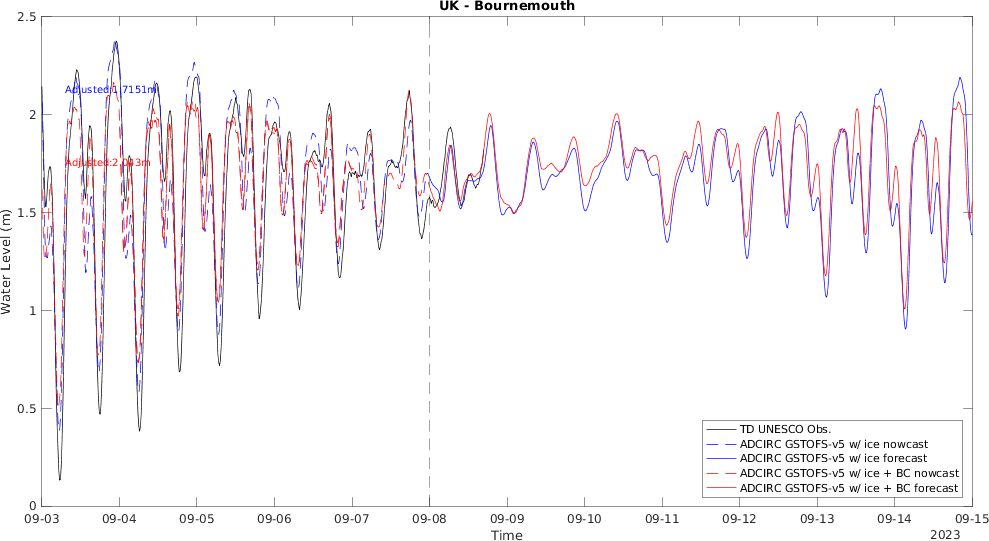 UK - Bournemouth
Water Level (m)
2.5
2
1.5
1
0.5
0
Adjusted:1.7151m
09-03 09-04 09-05 09-06 09-07 09-08 09-09 09-10 09-11 09-12 09-13 09-14 09-15
Time
2023
TD UNESCO Obs.
ADCIRC GSTOFS-v5 w/ ice nowcast
ADCIRC GSTOFS-v5 w/ ice forecast
ADCIRC GSTOFS-v5 w/ ice + BC nowcast
ADCIRC GSTOFS-v5 w/ ice + BC forecast